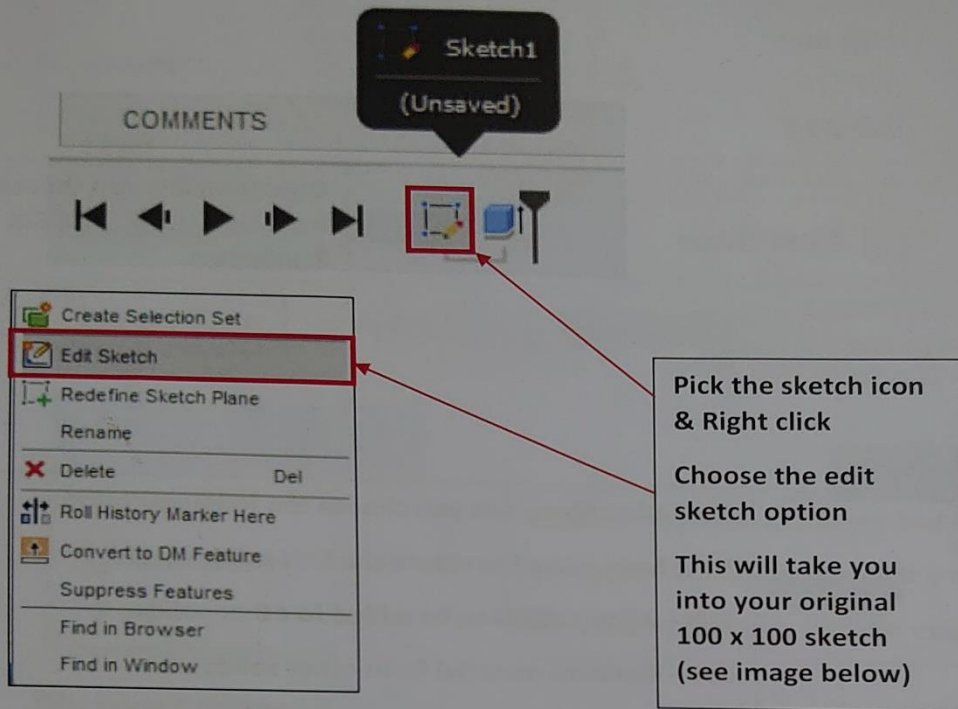 Sketch1
(Unsaved)
COMMENTS
Create Selection Set
Edit Sketch
Redefine Sketch Plane
Rename
Delete Del
Roll History Marker Here
Convert to DM Feature
Suppress Features
Find in Browser
Find in Window
Pick the sketch icon
& Right click
Choose the edit
sketch option
This will take you
into your original
100 x 100 sketch
(see image below)